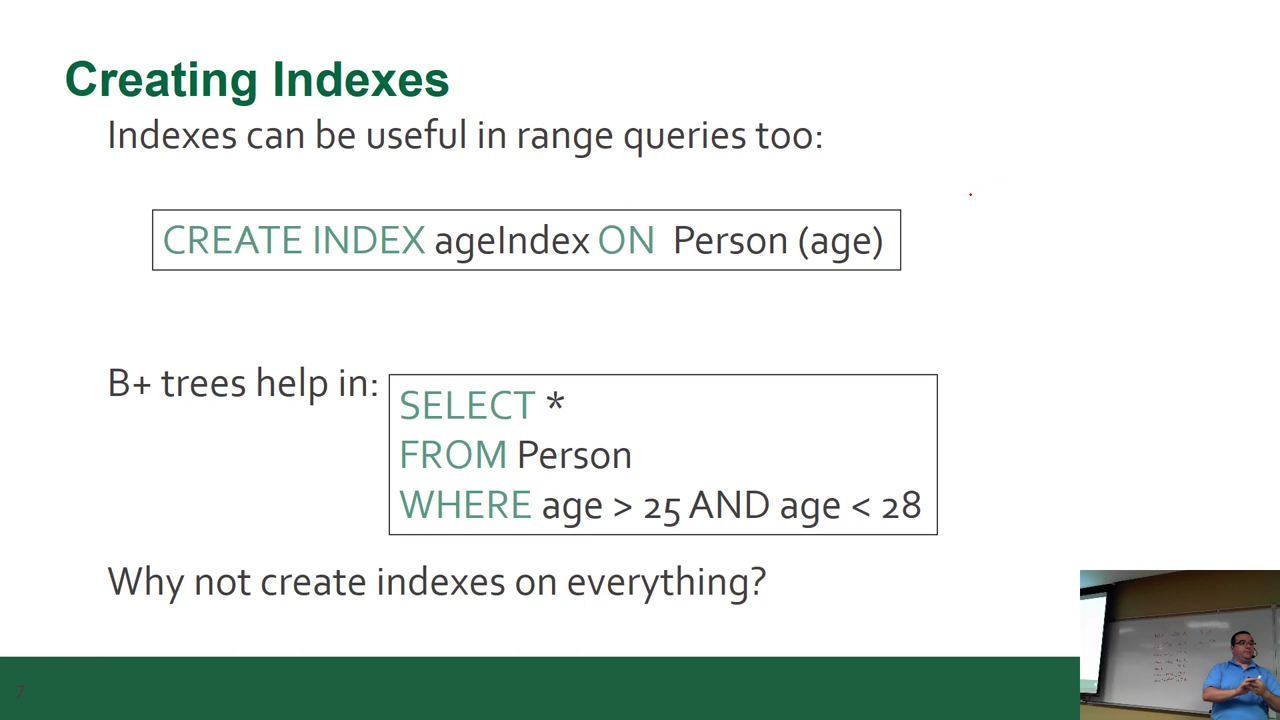 Creating Indexes
Indexes can be useful in range queries too:
CREATE INDEX ageIndex ON Person (age)
B+ trees help in:
SELECT *
FROM Person
WHERE age > 25 AND age < 28
Why not create indexes on everything?
7